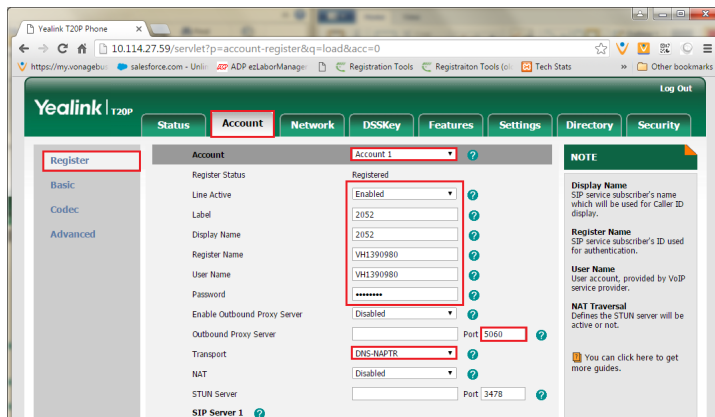 Yealink T20P Phone
10.114.27.59/servlet?p=account-register&q=load&acc=0
https://my.vonagebus salesforce.com - Unlin ADP ezLaborManager Registration Tools Registraiton Tools (ol Tech Stats » Other bookmarks
Log Out
Yealink T20P
Status Account Network DSSKey Features Settings Directory Security
Register
Basic
Codec
Advanced
Account Account 1
Register Status Registered
Line Active Enabled
Label 2052
Display Name 2052
Register Name VH1390980
User Name VH1390980
Password ••••••••
Enable Outbound Proxy Server Disabled
Outbound Proxy Server Port 5060
Transport DNS-NAPTR
NAT Disabled
STUN Server Port 3478
SIP Server 1
NOTE
Display Name
SIP service subscriber's name
which will be used for Caller ID
display.
Register Name
SIP service subscriber's ID used
for authentication.
User Name
User account, provided by VoIP
service provider.
NAT Traversal
Defines the STUN server will be
active or not.
You can click here to get
more guides.